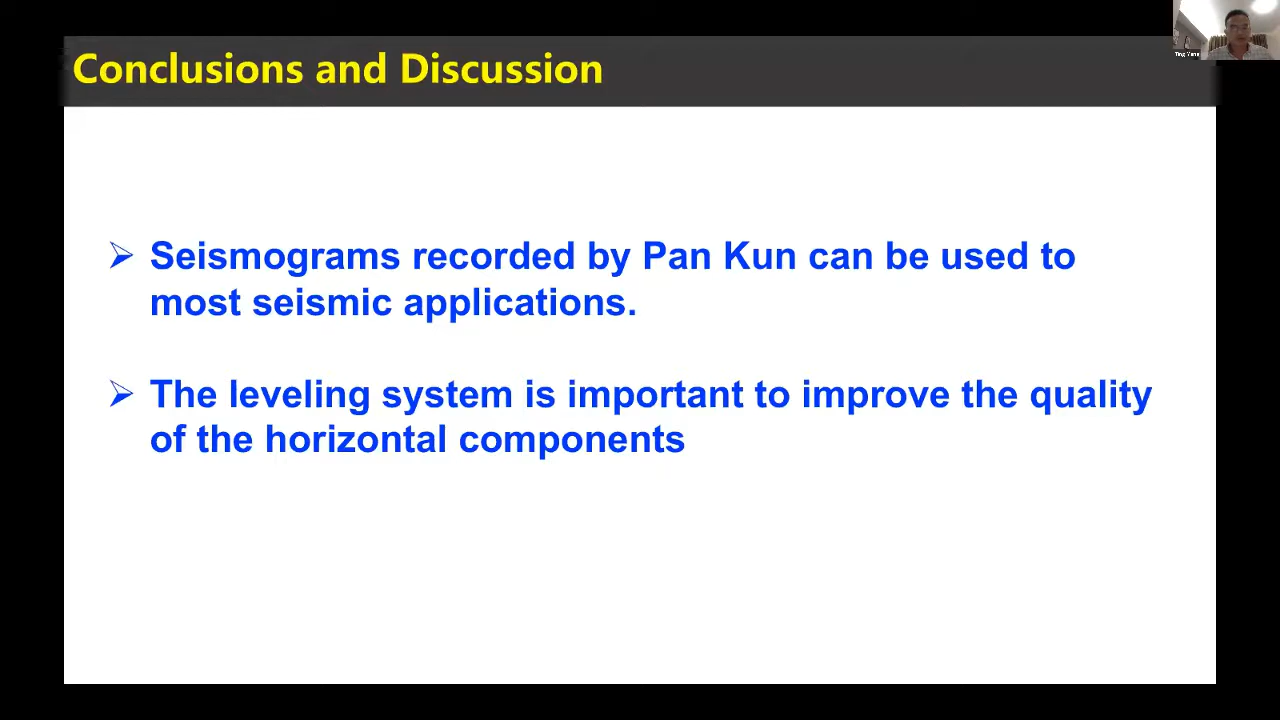 Conclusions and Discussion
Seismograms recorded by Pan Kun can be used to
most seismic applications.
The leveling system is important to improve the quality
of the horizontal components